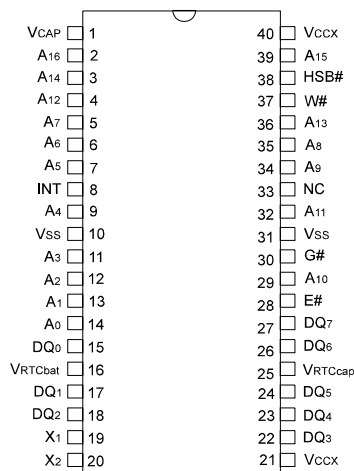 VCAP 1 40 VCCX
A16 2 39 A15
A14 3 38 HSB#
A12 4 37 W#
A7 5 36 A13
A6 6 35 A8
A5 7 34 A9
INT 8 33 NC
A4 9 32 A11
VSS 10 31 VSS
A3 11 30 G#
A2 12 29 A10
A1 13 28 E#
A0 14 27 DQ7
DQ0 15 26 DQ6
VRTCbat 16 25 VRTCcap
DQ1 17 24 DQ5
DQ2 18 23 DQ4
X1 19 22 DQ3
X2 20 21 VCCX